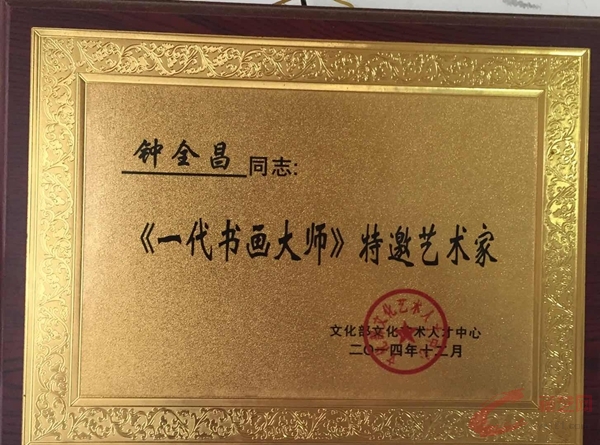 钟全昌同志:
《一代书画大师》特邀艺术家
文化部文化艺术人才中心
二〇一四年十二月